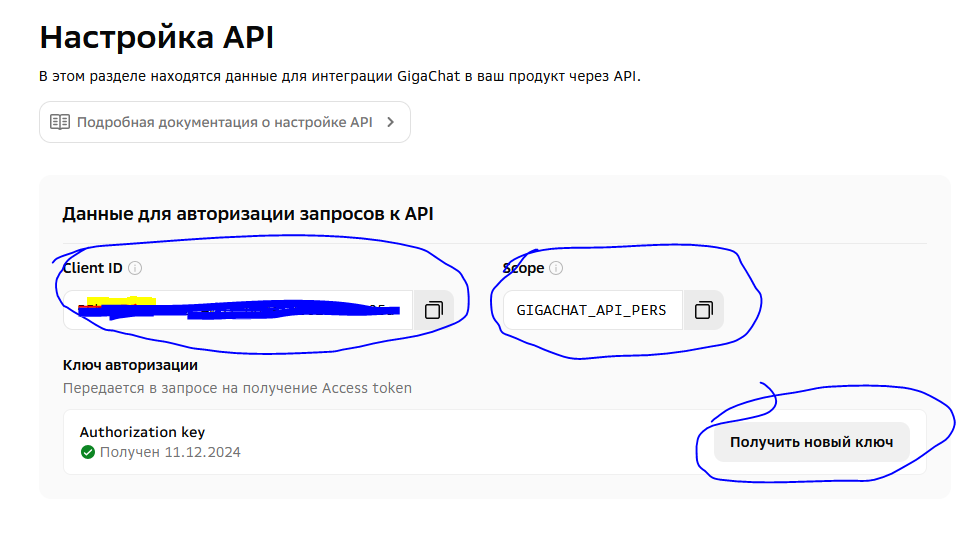 Настройка API
В этом разделе находятся данные для интеграции GigaChat в ваш продукт через API.
Подробная документация о настройке API
Данные для авторизации запросов к API
Client ID
Scope
GIGACHAT_API_PERS
Ключ авторизации
Передается в запросе на получение Access token
Authorization key
Получен 11.12.2024
Получить новый ключ